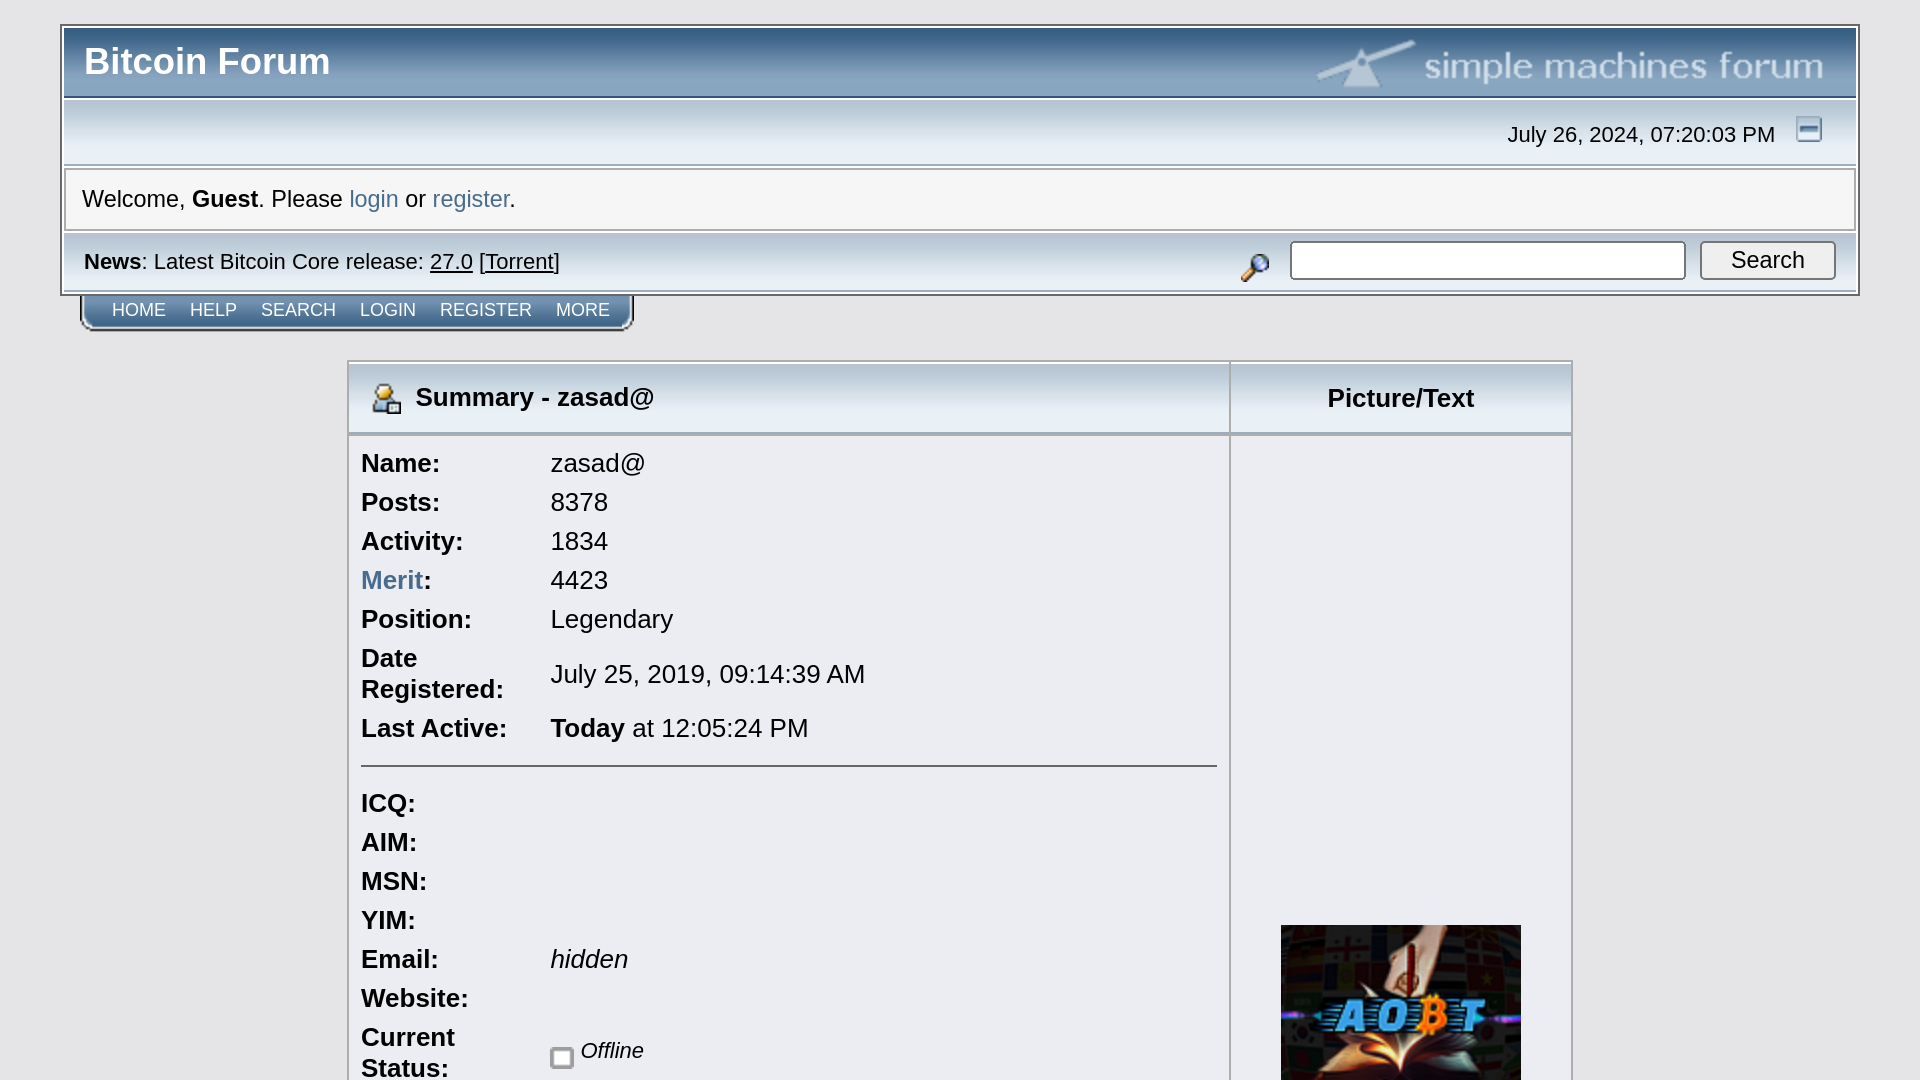 Bitcoin Forum
simple machines forum
July 26, 2024, 07:20:03 PM
Welcome, Guest. Please login or register.
News: Latest Bitcoin Core release: 27.0 [Torrent]
Search
HOME HELP SEARCH LOGIN REGISTER MORE
Summary - zasad@
Picture/Text
Name: zasad@
Posts: 8378
Activity: 1834
Merit: 4423
Position: Legendary
Date
Registered: July 25, 2019, 09:14:39 AM
Last Active: Today at 12:05:24 PM
ICQ:
AIM:
MSN:
YIM:
Email: hidden
Website:
Current
Status: Offline
AOBT